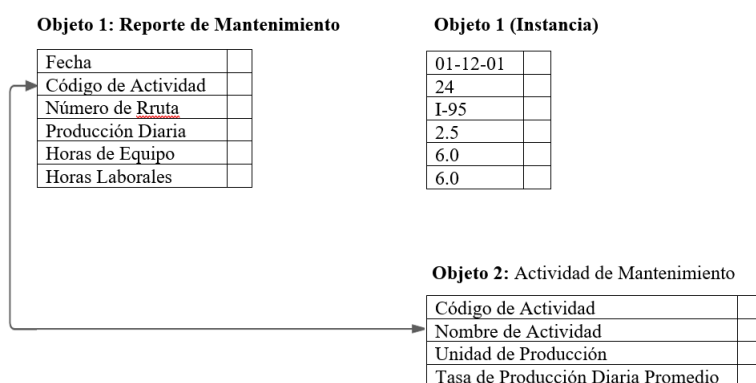 Objeto 1: Reporte de Mantenimiento
Fecha
Código de Actividad
Número de Rruta
Producción Diaria
Horas de Equipo
Horas Laborales
Objeto 1 (Instancia)
01-12-01
24
I-95
2.5
6.0
6.0
Objeto 2: Actividad de Mantenimiento
Código de Actividad
Nombre de Actividad
Unidad de Producción
Tasa de Producción Diaria Promedio